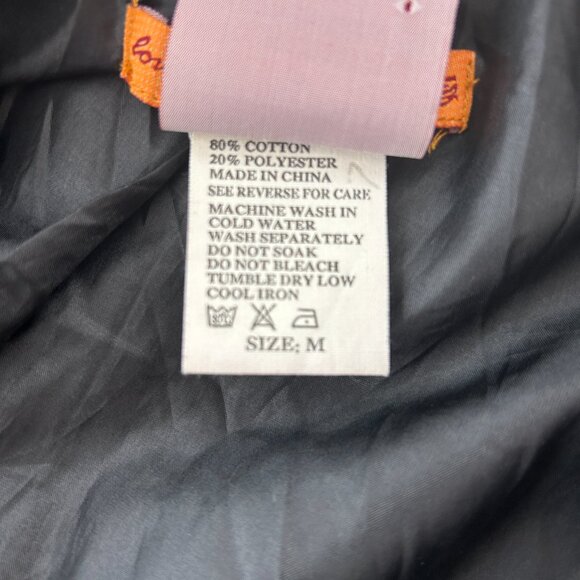 80% COTTON
20% POLYESTER
MADE IN CHINA
SEE REVERSE FOR CARE
MACHINE WASH IN
COLD WATER
WASH SEPARATELY
DO NOT SOAK
DO NOT BLEACH
TUMBLE DRY LOW
COOL IRON
SIZE; M